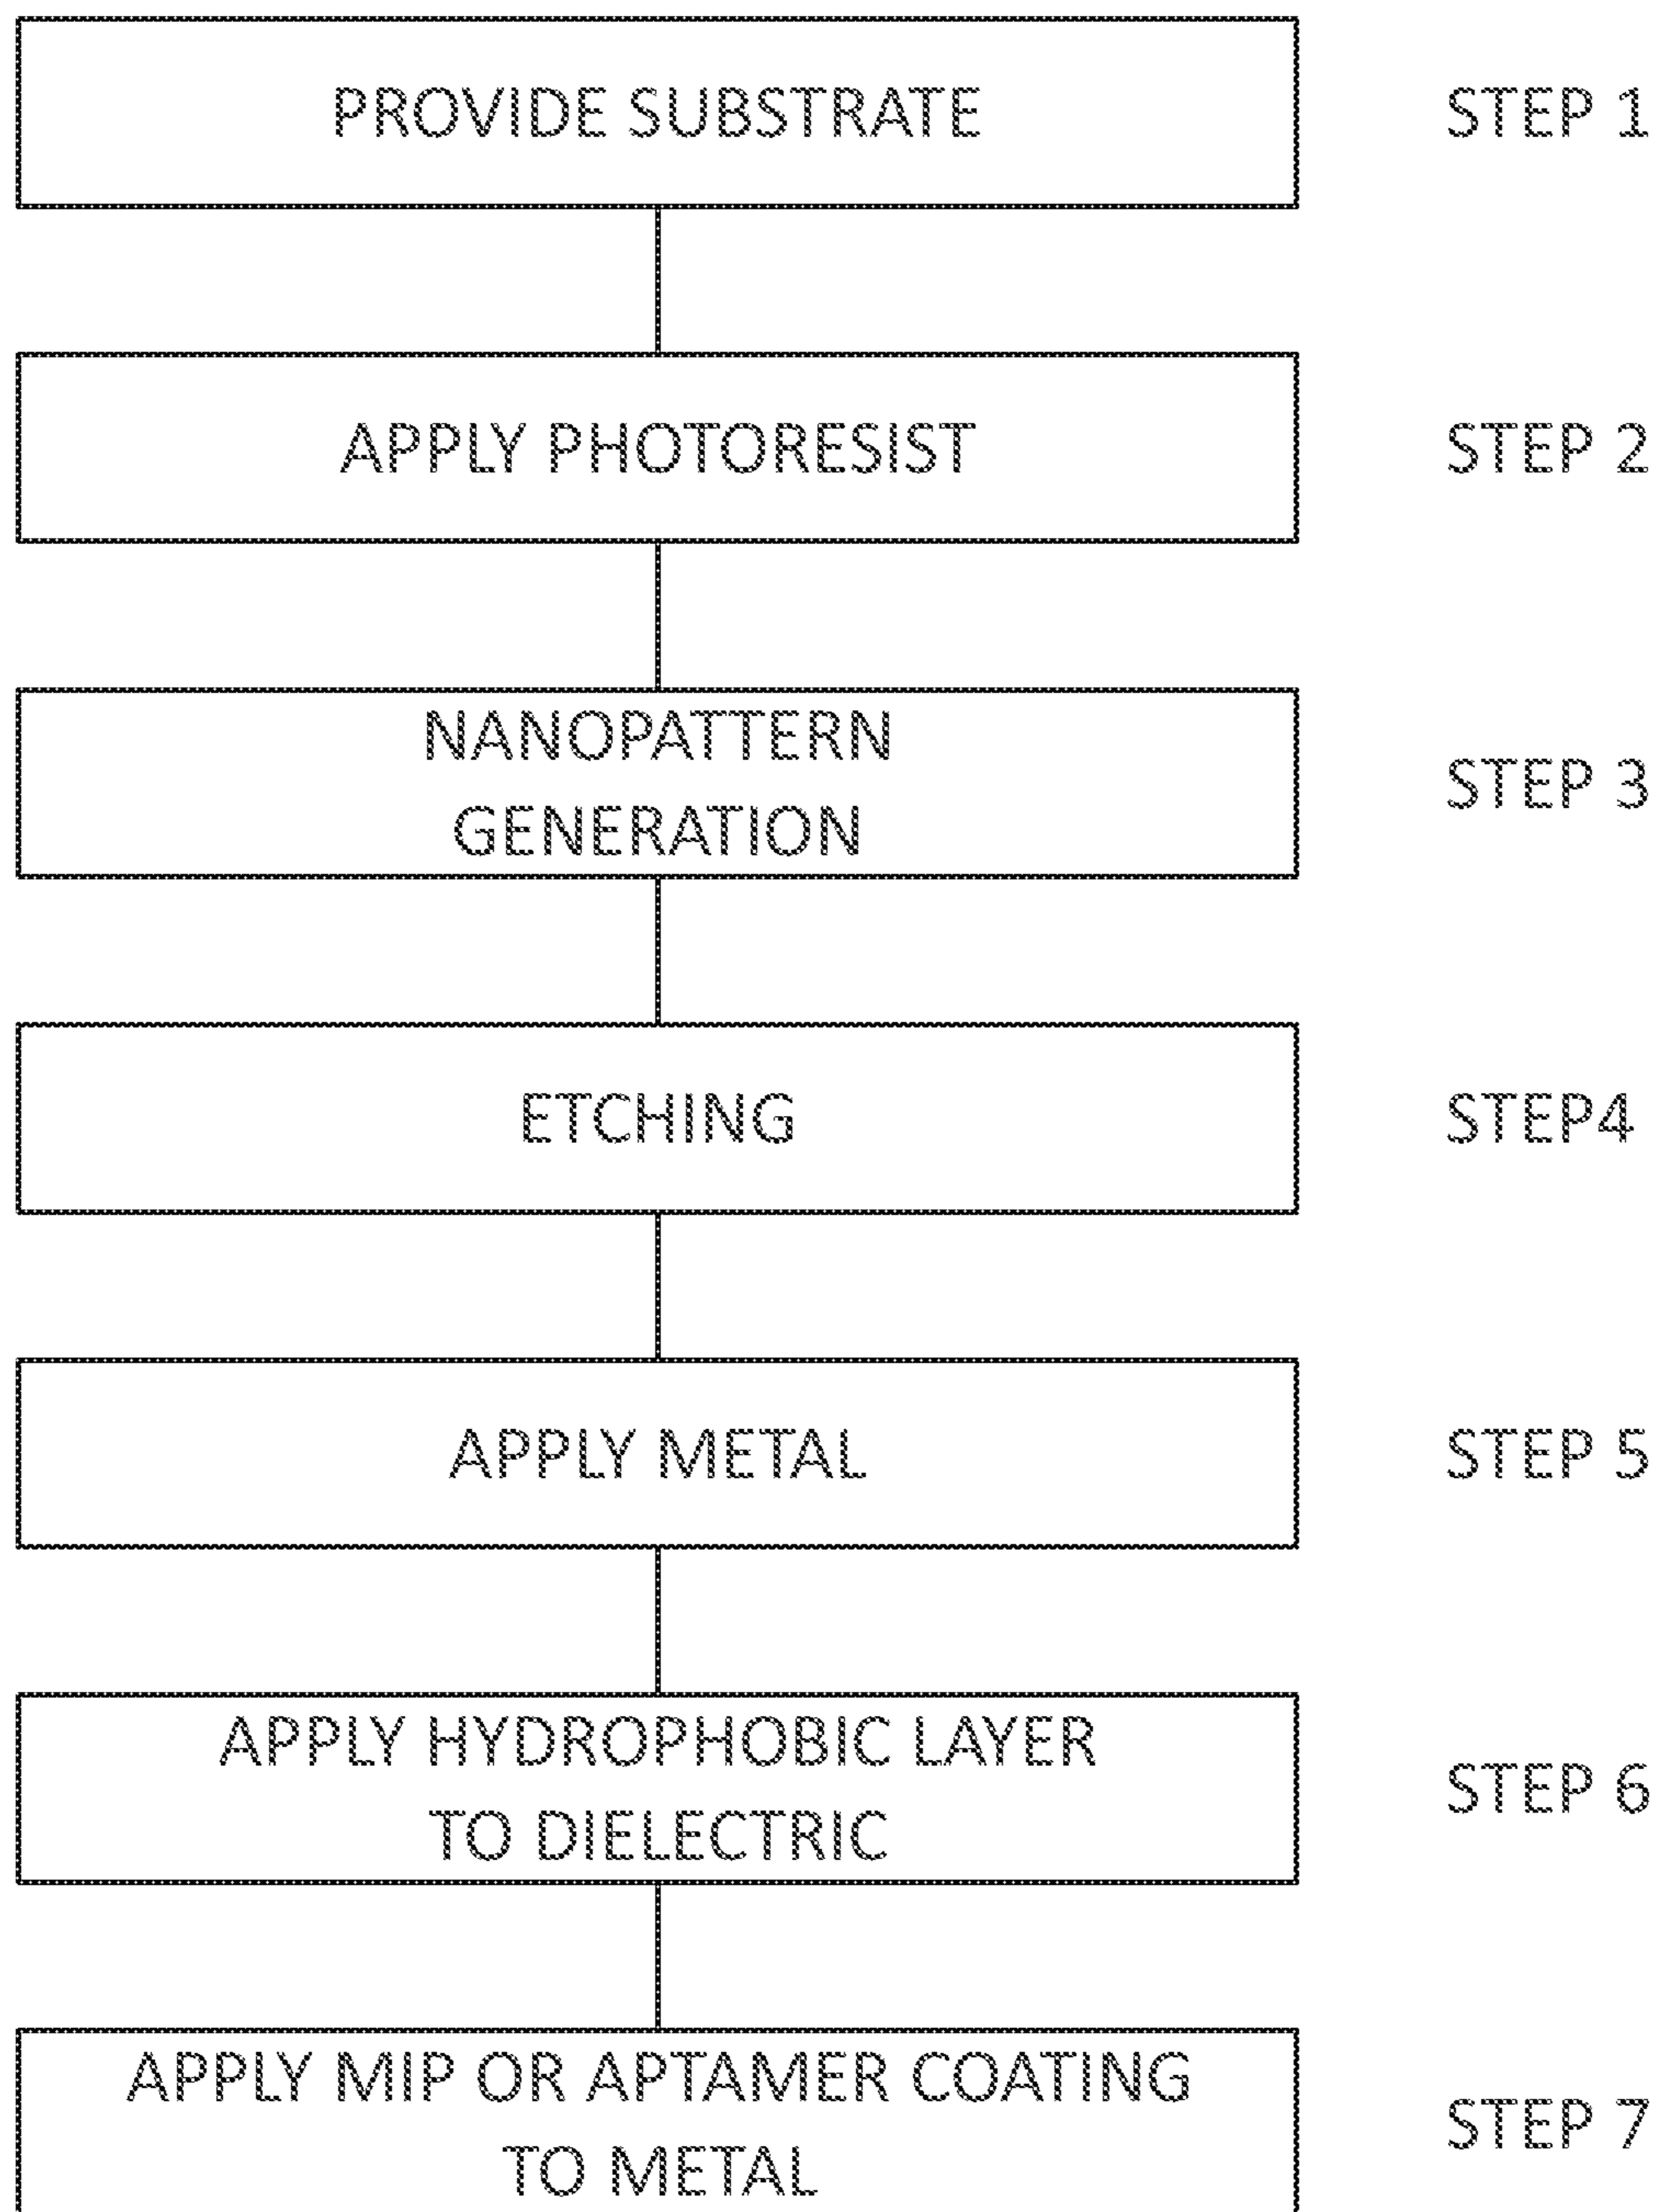 PROVIDE SUBSTRATE STEP 1
APPLY PHOTORESIST STEP 2
NANOPATTERN
GENERATION
STEP 3
ETCHING STEP4
APPLY METAL STEP 5
APPLY HYDROPHOBIC LAYER
TO DIELECTRIC
STEP 6
APPLY MIP OR APTAMER COATING
TO METAL
STEP 7